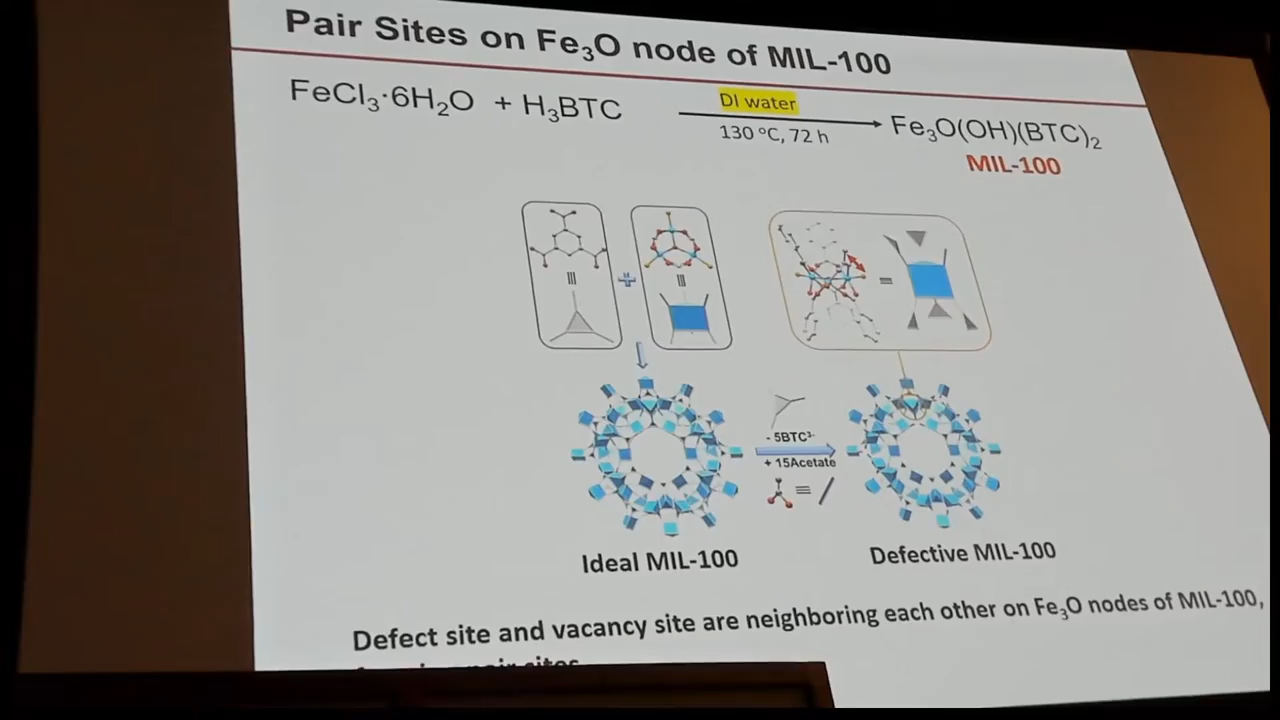 Pair Sites on Fe₃O node of MIL-100
FeCl₃·6H₂O + H₃BTC
DI water
130 ºC, 72 h
Fe₃O(OH)(BTC)₂
MIL-100
- 5BTC³⁻
+ 15Acetate
Ideal MIL-100
Defective MIL-100
Defect site and vacancy site are neighboring each other on Fe₃O nodes of MIL-100,